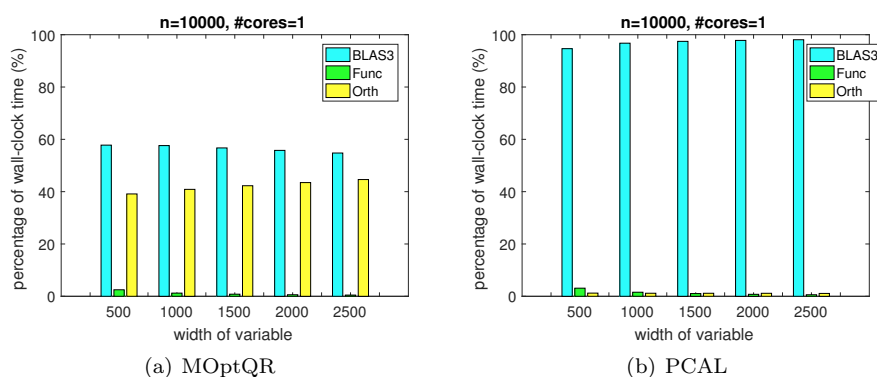 n=10000, #cores=1
percentage of wall-clock time (%)
100
80
60
40
20
0
BLAS3
Func
Orth
500 1000 1500 2000 2500
width of variable
(a) MOptQR
n=10000, #cores=1
percentage of wall-clock time (%)
100
80
60
40
20
0
BLAS3
Func
Orth
500 1000 1500 2000 2500
width of variable
(b) PCAL